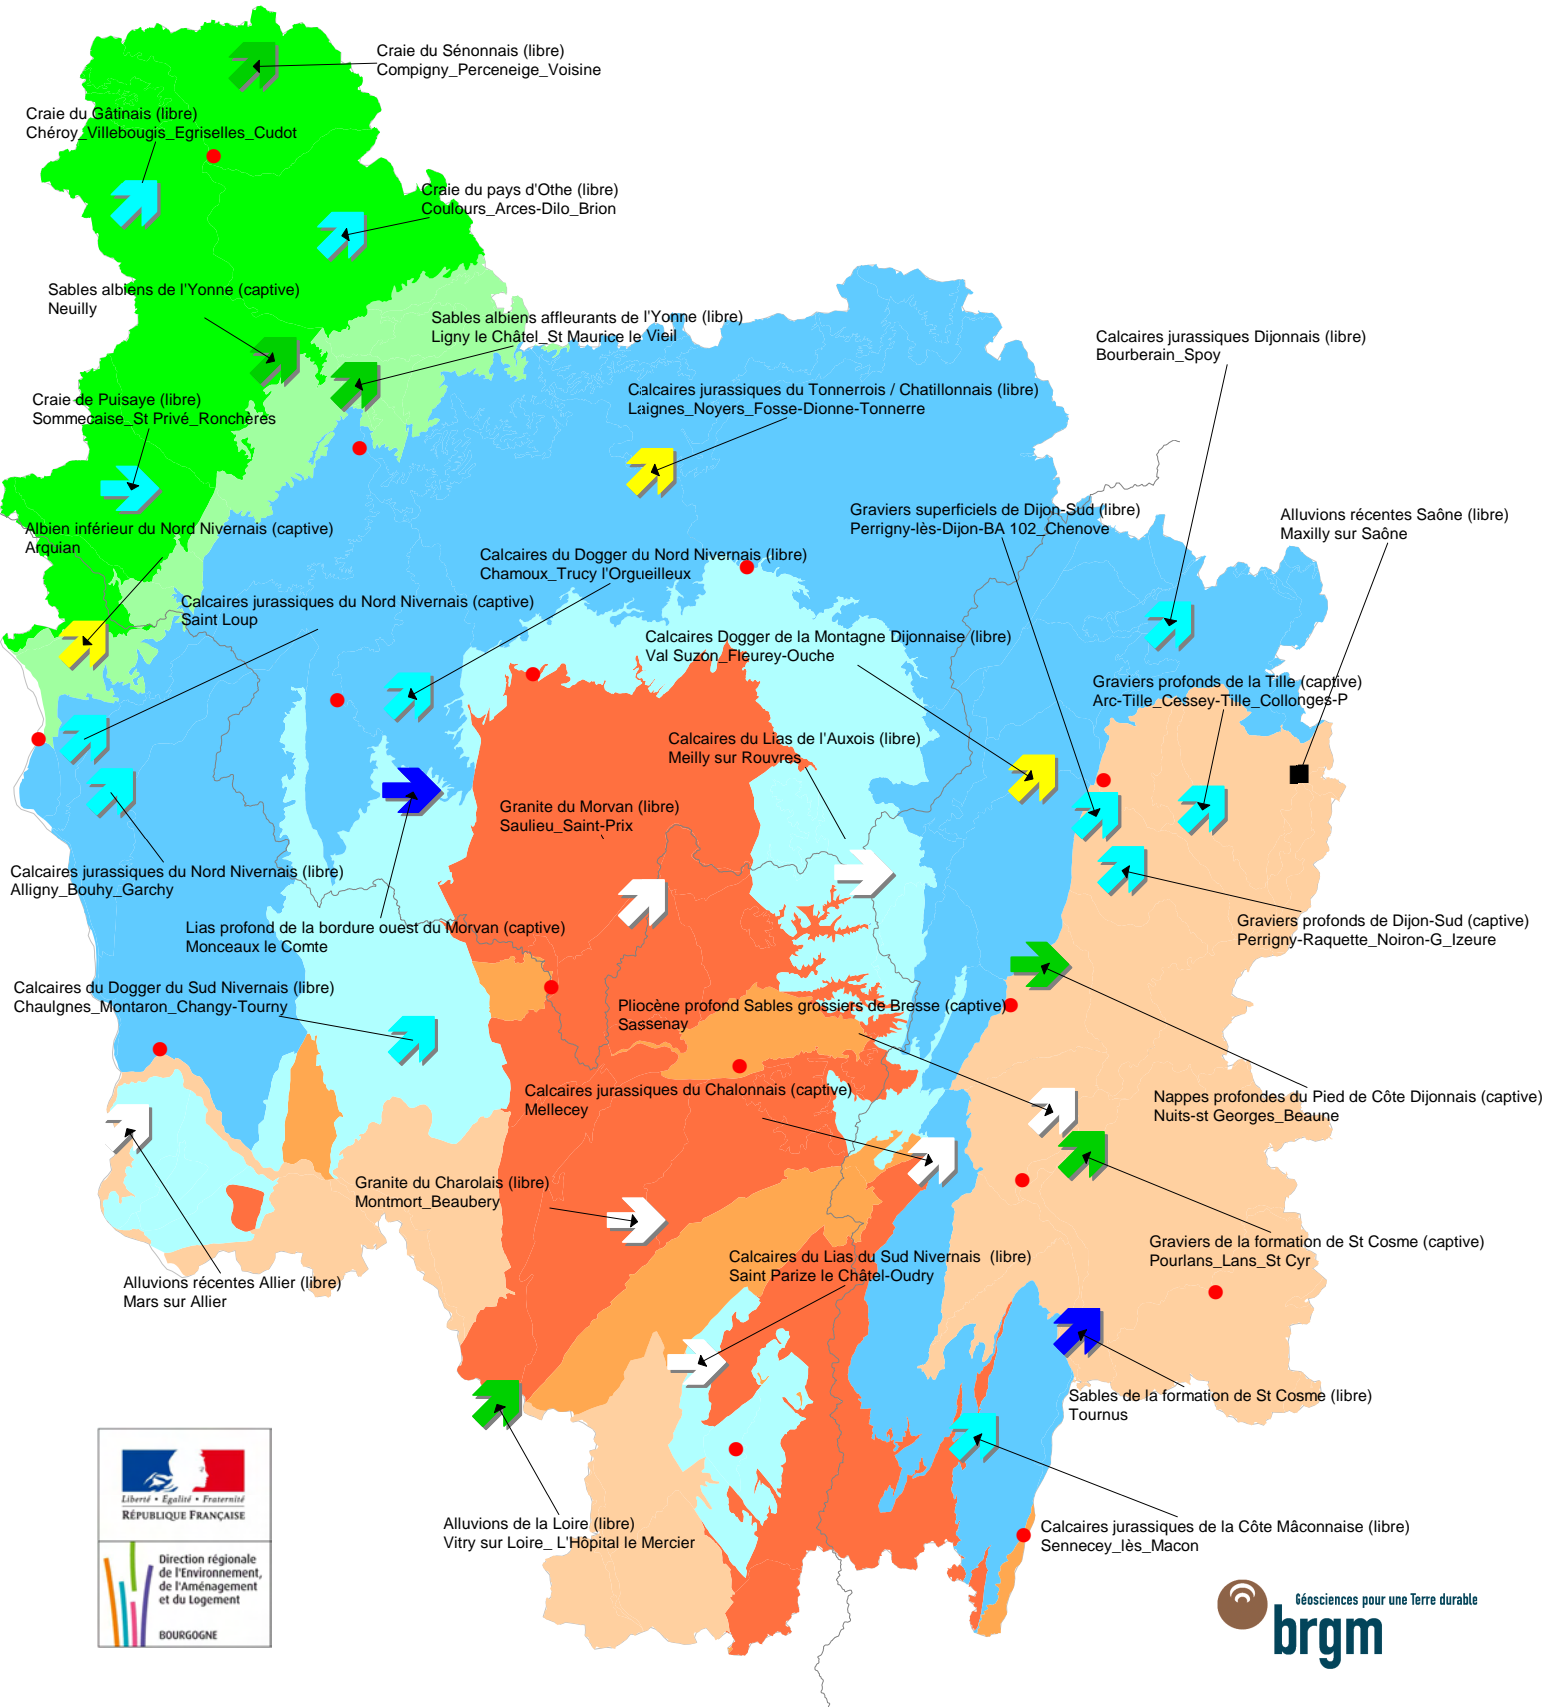 Craie du Sénonnais (libre)
Compigny_Perceneige_Voisine
Craie du Gâtinais (libre)
Chéroy_Villebougis_Egriselles_Cudot
Craie du pays d'Othe (libre)
Coulours_Arces-Dilo_Brion
Sables albiens de l'Yonne (captive)
Neuilly
Sables albiens affleurants de l'Yonne (libre)
Ligny le Châtel_St Maurice le Vieil
Calcaires jurassiques Dijonnais (libre)
Bourberain_Spoy
Calcaires jurassiques du Tonnerrois / Chatillonnais (libre)
Laignes_Noyers_Fosse-Dionne-Tonnerre
Craie de Puisaye (libre)
Sommecaise_St Privé_Ronchères
Graviers superficiels de Dijon-Sud (libre)
Perrigny-lès-Dijon-BA 102_Chenove
Alluvions récentes Saône (libre)
Maxilly sur Saône
Albien inférieur du Nord Nivernais (captive)
Arquian
Calcaires du Dogger du Nord Nivernais (libre)
Chamoux_Trucy l'Orgueilleux
Calcaires jurassiques du Nord Nivernais (captive)
Saint Loup
Calcaires Dogger de la Montagne Dijonnaise (libre)
Val Suzon_Fleurey-Ouche
Graviers profonds de la Tille (captive)
Arc-Tille_Cessey-Tille_Collonges-P
Calcaires du Lias de l'Auxois (libre)
Meilly sur Rouvres
Granite du Morvan (libre)
Saulieu_Saint-Prix
Calcaires jurassiques du Nord Nivernais (libre)
Alligny_Bouhy_Garchy
Lias profond de la bordure ouest du Morvan (captive)
Monceaux le Comte
Graviers profonds de Dijon-Sud (captive)
Perrigny-Raquette_Noiron-G_Izeure
Calcaires du Dogger du Sud Nivernais (libre)
Chaulgnes_Montaron_Changy-Tourny
Pliocène profond Sables grossiers de Bresse (captive)
Sassenay
Calcaires jurassiques du Chalonnais (captive)
Mellecey
Nappes profondes du Pied de Côte Dijonnais (captive)
Nuits-st Georges_Beaune
Granite du Charolais (libre)
Montmort_Beaubery
Calcaires du Lias du Sud Nivernais (libre)
Saint Parize le Châtel-Oudry
Graviers de la formation de St Cosme (captive)
Pourlans_Lans_St Cyr
Alluvions récentes Allier (libre)
Mars sur Allier
Sables de la formation de St Cosme (libre)
Tournus
Alluvions de la Loire (libre)
Vitry sur Loire_ L'Hôpital le Mercier
Calcaires jurassiques de la Côte Mâconnaise (libre)
Sennecey_lès_Macon
Liberté • Egalité • Fraternité
RÉPUBLIQUE FRANÇAISE
Direction régionale
de l'Environnement,
de l'Aménagement
et du Logement
BOURGOGNE
Géosciences pour une Terre durable
brgm